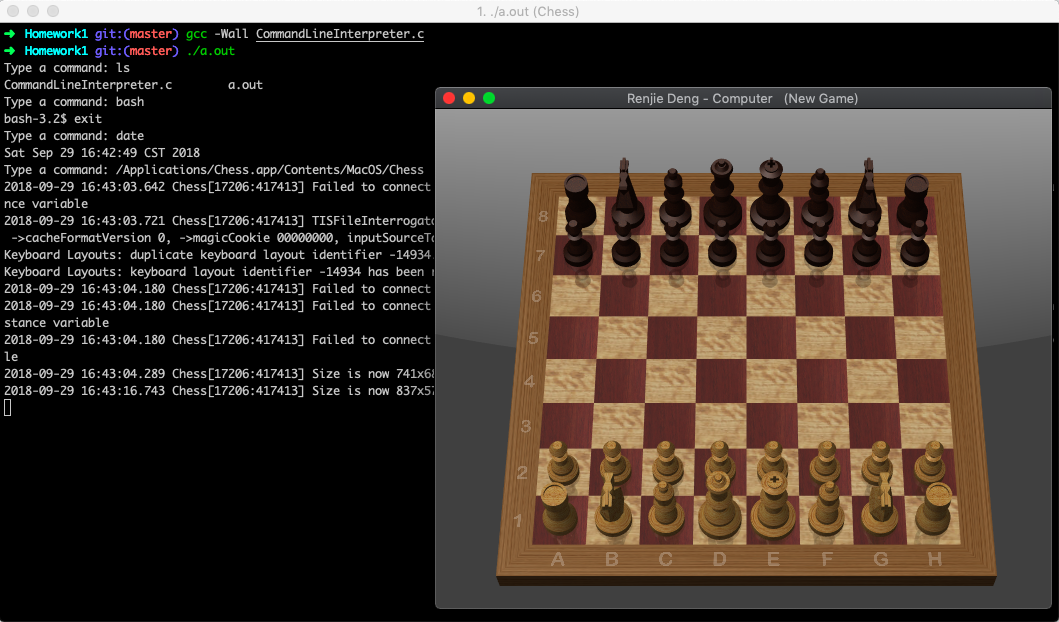 1. ./a.out (Chess)
➜ Homework1 git:(master) gcc -Wall CommandLineInterpreter.c
➜ Homework1 git:(master) ./a.out
Type a command: ls
CommandLineInterpreter.c a.out
Type a command: bash
bash-3.2$ exit
Type a command: date
Sat Sep 29 16:42:49 CST 2018
Type a command: /Applications/Chess.app/Contents/MacOS/Chess
2018-09-29 16:43:03.642 Chess[17206:417413] Failed to connect
nce variable
2018-09-29 16:43:03.721 Chess[17206:417413] TISFileInterrogato
->cacheFormatVersion 0, ->magicCookie 00000000, inputSourceTa
Keyboard Layouts: duplicate keyboard layout identifier -14934
Keyboard Layouts: keyboard layout identifier -14934 has been
2018-09-29 16:43:04.180 Chess[17206:417413] Failed to connect
2018-09-29 16:43:04.180 Chess[17206:417413] Failed to connect
stance variable
2018-09-29 16:43:04.180 Chess[17206:417413] Failed to connect
le
2018-09-29 16:43:04.289 Chess[17206:417413] Size is now 741x68
2018-09-29 16:43:16.743 Chess[17206:417413] Size is now 837x57
Renjie Deng - Computer (New Game)
8
7
6
5
4
3
2
1
A B C D E F G H